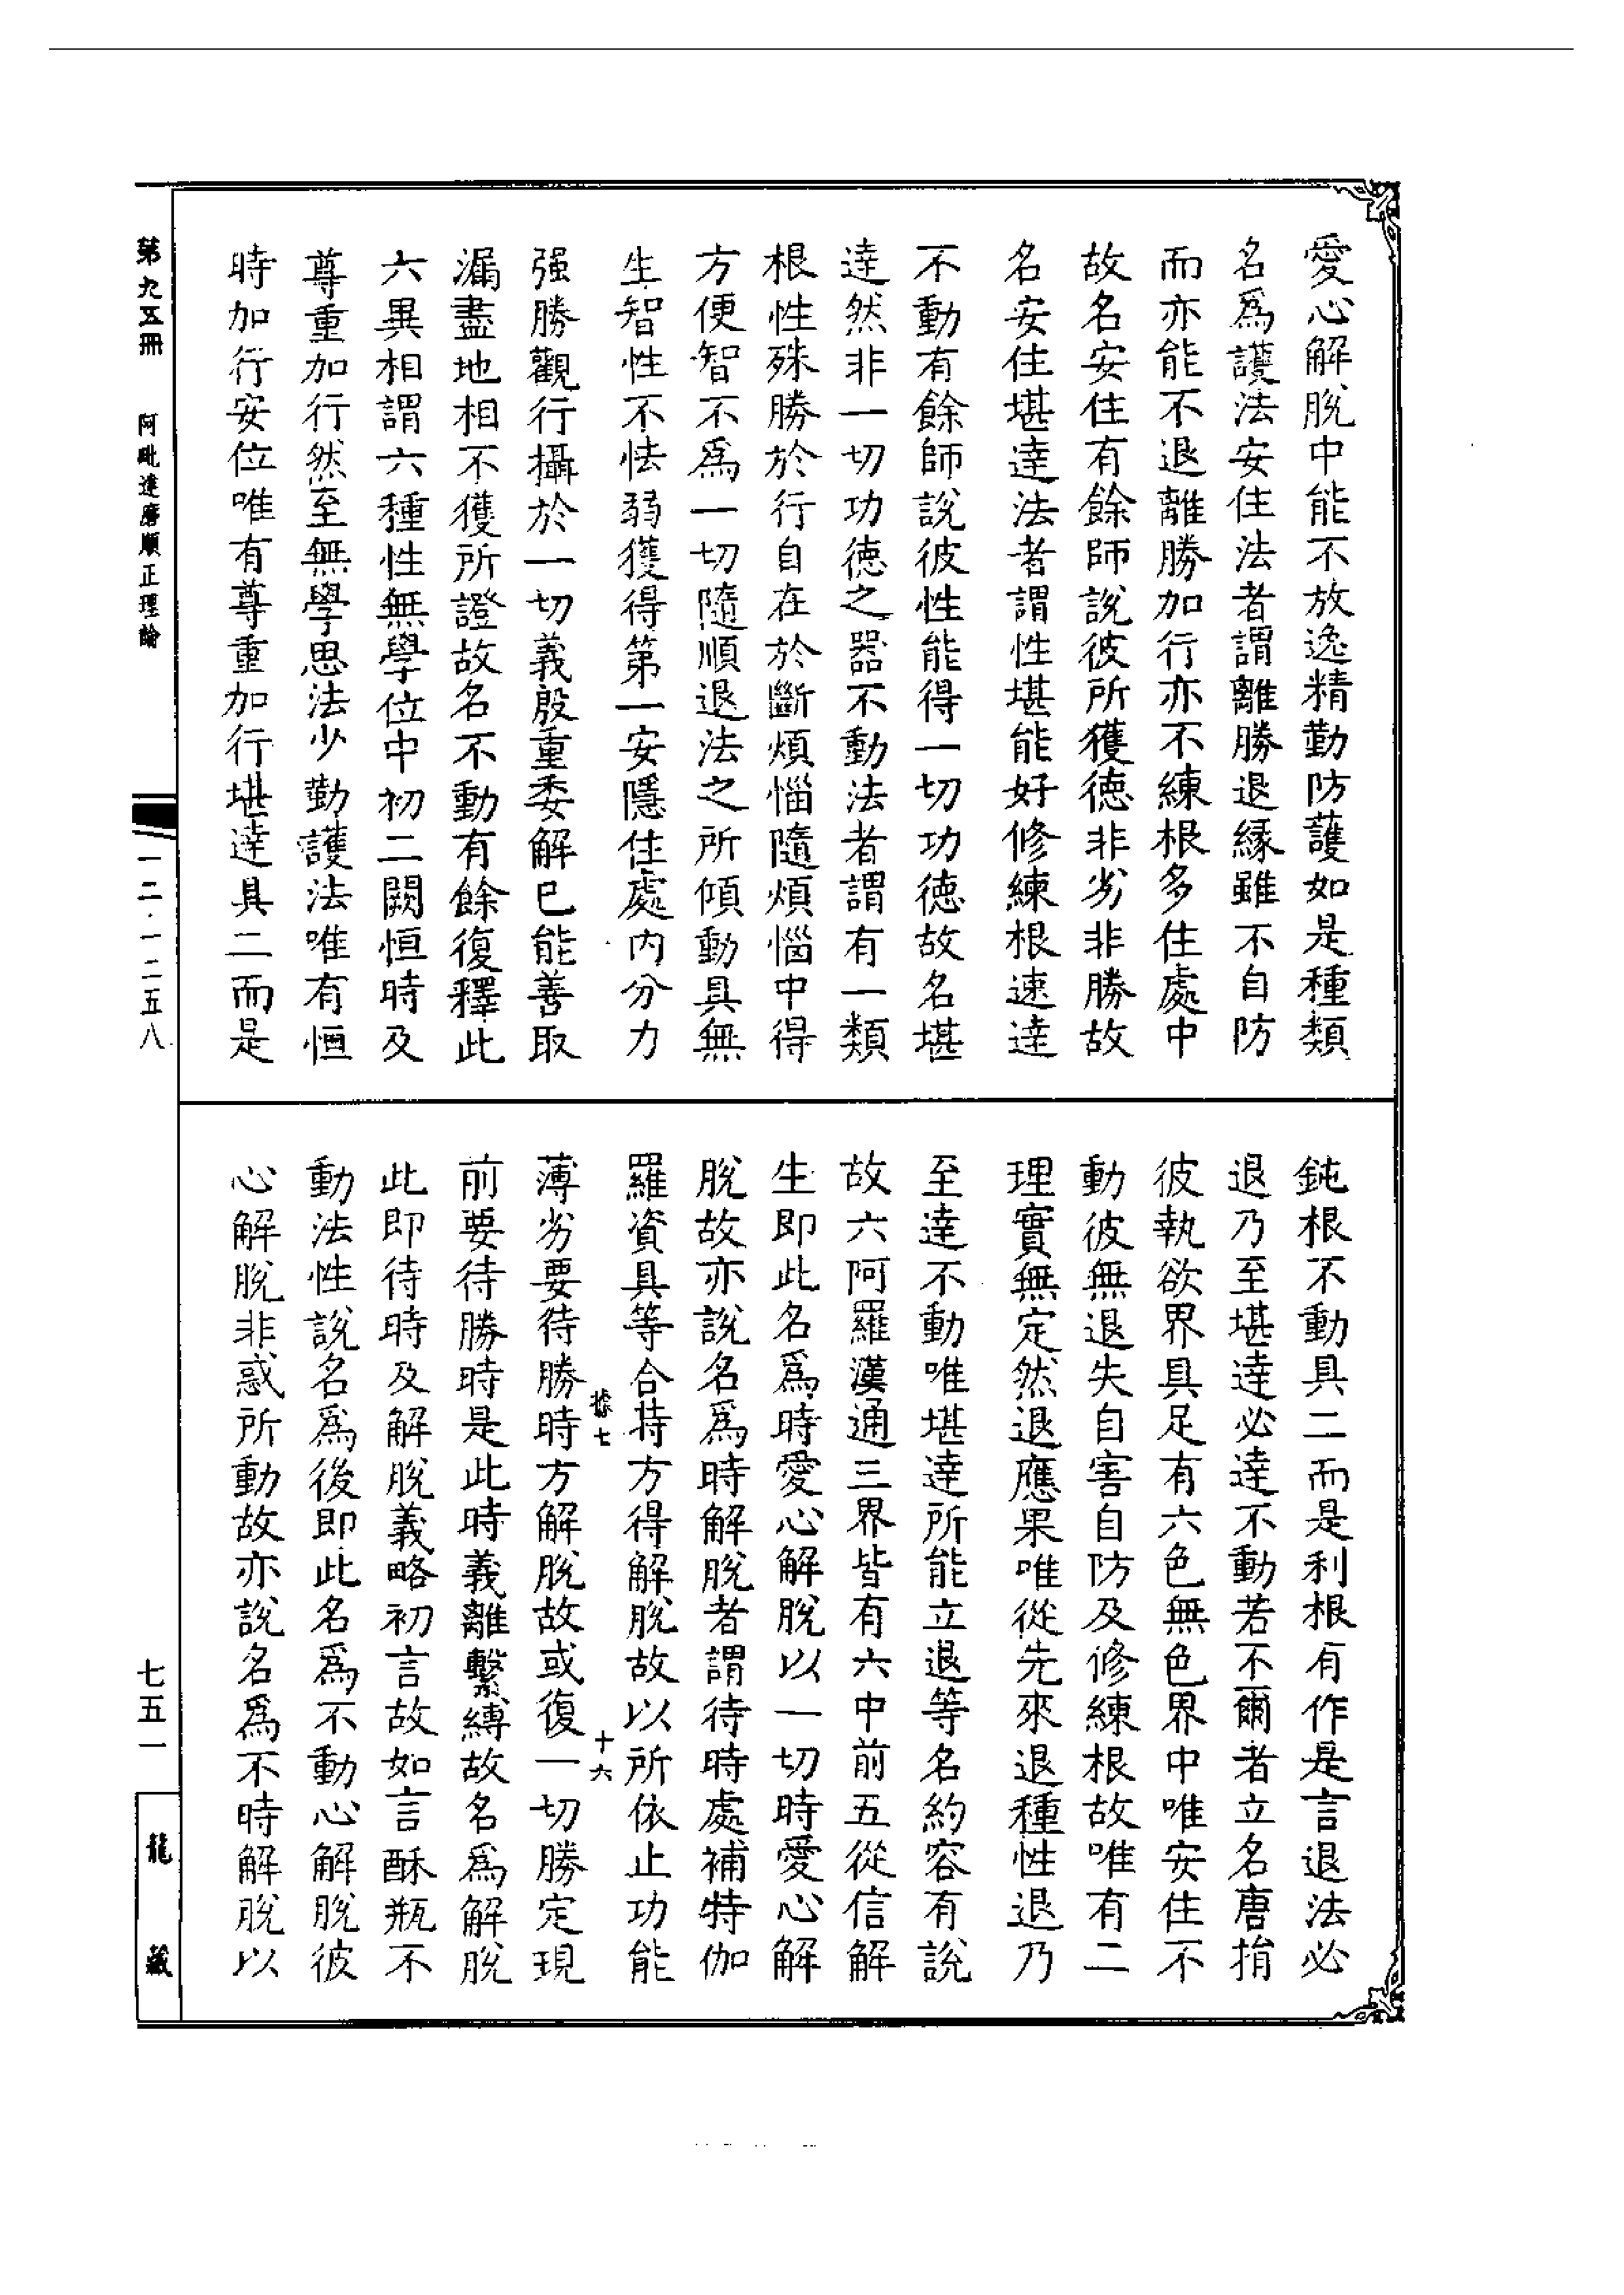 愛心解脫中能不放逸精勤防護如是種類
名爲護法安住法者謂離勝退緣雖不自防
而亦能不退離勝加行亦不練根多住處中
故名安住有餘師說彼所獲德非劣非勝故
名安住堪達法者謂性堪能好修練根速達
不動有餘師說彼性能得一切功德故名堪
達然非一切功德之器不動法者謂有一類
根性殊勝於行自在於斷煩惱隨煩惱中得
方便智不爲一切隨順退法之所傾動具無
生智性不怯弱獲得第一安隱住處內分力
强勝觀行攝於一切義殷重委解已能善取
漏盡地相不獲所證故名不動有餘復釋此
六異相謂六種性無學位中初二闕恒時及
尊重加行然至無學思法少勤護法唯有恒
時加行安位唯有尊重加行堪達具二而是
鈍根不動具二而是利根有作是言退法必
退乃至堪達必達不動若不爾者立名唐捐
彼執欲界具足有六色無色界中唯安住不
動彼無退失自害自防及修練根故唯有二
理實無定然退應果唯從先來退種性退乃
至達不動唯堪達所能立退等名約容有說
故六阿羅漢通三界皆有六中前五從信解
生即此名爲時愛心解脫以一切時愛心解
脫故亦說名爲時解脫者謂待時處補特伽
羅資具等合持方得解脫故以所依止功能
據七 十六
薄劣要待勝時方解脫故或復一切勝定現
前要待勝時是此時義離繫縛故名爲解脫
此即待時及解脫義略初言故如言酥瓶不
動法性說名爲後即此名爲不動心解脫彼
心解脫非惑所動故亦說名爲不時解脫以
第九五冊 阿毗達磨順正理論
一二·一二五八
七五一
龍藏